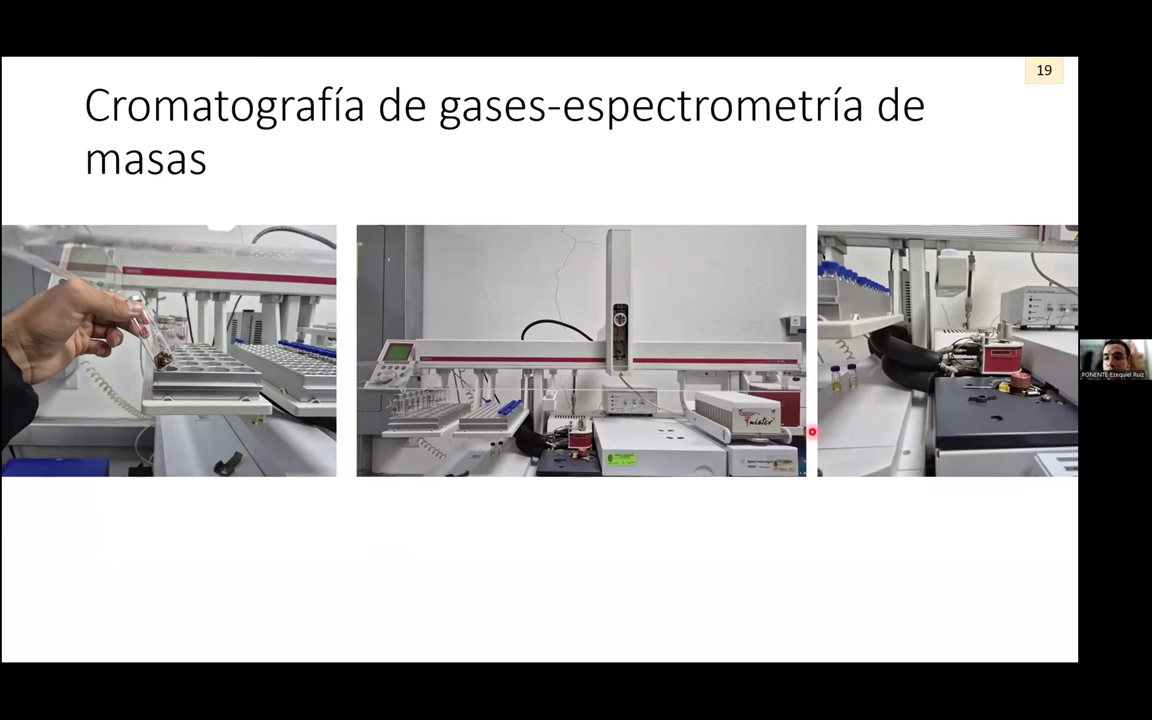 19
Cromatografía de gases-espectrometría de
masas
Twister
PONENTE Ezequiel Ruiz